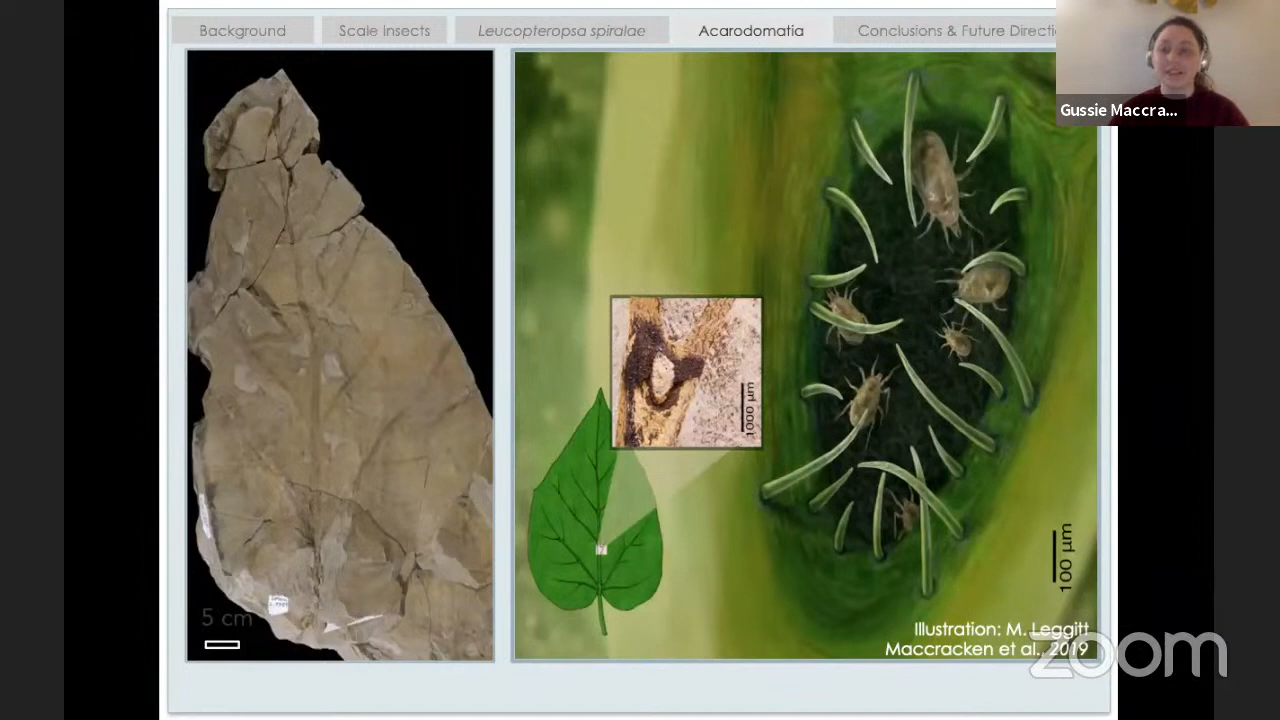 Background
Scale Insects
Leucopteropsa spiralae
Acarodomatia
Conclusions & Future Directi
Gussie Maccra...
1000 µm
5 cm
100 µm
Illustration: M. Leggitt
Maccracken et al., 2019
zoom